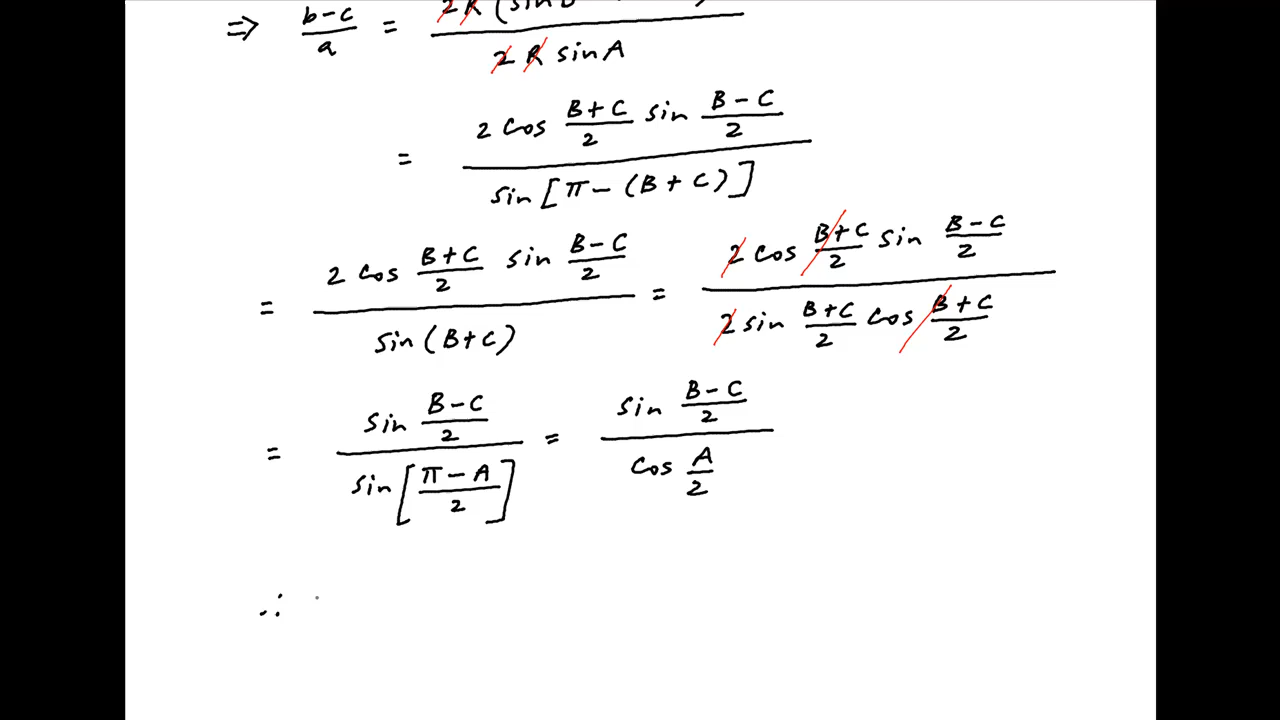 ⇒ b-c/a = 2R (sin B
2 R sin A
= 2 cos B+C/2 sin B-C/2 / sin[π-(B+C)]
= 2 cos B+C/2 sin B-C/2 / sin(B+C) = 2 cos B+C/2 sin B-C/2 / 2 sin B+C/2 cos B+C/2
= sin B-C/2 / sin[π-A/2] = sin B-C/2 / cos A/2
∴